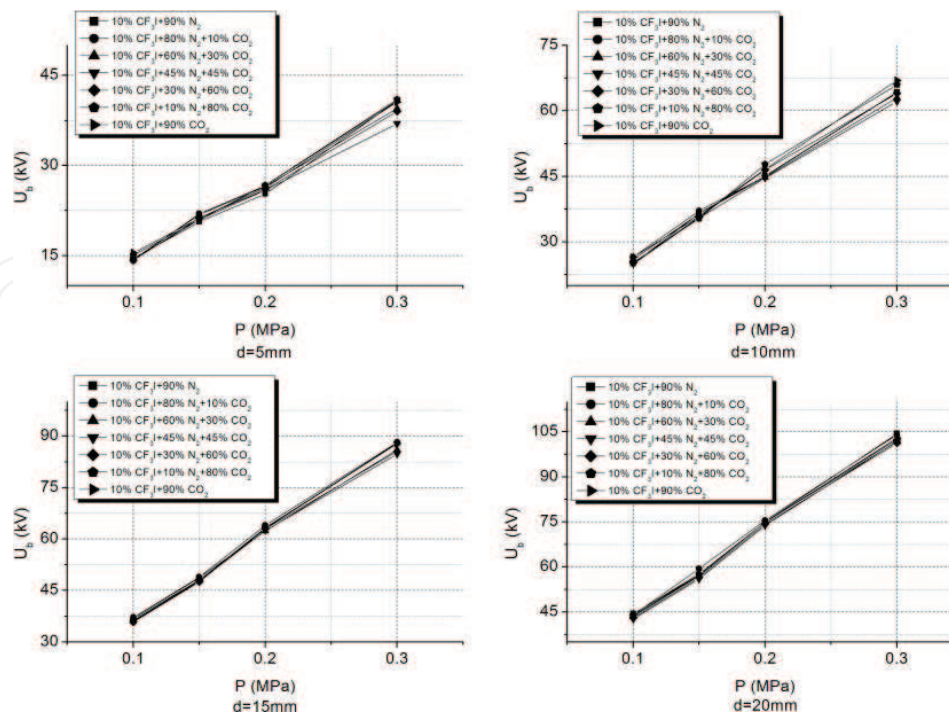 10% CF₃I+90% N₂
10% CF₃I+80% N₂+10% CO₂
10% CF₃I+60% N₂+30% CO₂
10% CF₃I+45% N₂+45% CO₂
10% CF₃I+30% N₂+60% CO₂
10% CF₃I+10% N₂+80% CO₂
10% CF₃I+90% CO₂
45
30
15
U_b (kV)
0.1 0.2 0.3
P (MPa)
d=5mm
10% CF₃I+90% N₂
10% CF₃I+80% N₂+10% CO₂
10% CF₃I+60% N₂+30% CO₂
10% CF₃I+45% N₂+45% CO₂
10% CF₃I+30% N₂+60% CO₂
10% CF₃I+10% N₂+80% CO₂
10% CF₃I+90% CO₂
75
60
45
30
U_b (kV)
0.1 0.2 0.3
P (MPa)
d=10mm
10% CF₃I+90% N₂
10% CF₃I+80% N₂+10% CO₂
10% CF₃I+60% N₂+30% CO₂
10% CF₃I+45% N₂+45% CO₂
10% CF₃I+30% N₂+60% CO₂
10% CF₃I+10% N₂+80% CO₂
10% CF₃I+90% CO₂
90
75
60
45
30
U_b (kV)
0.1 0.2 0.3
P (MPa)
d=15mm
10% CF₃I+90% N₂
10% CF₃I+80% N₂+10% CO₂
10% CF₃I+60% N₂+30% CO₂
10% CF₃I+45% N₂+45% CO₂
10% CF₃I+30% N₂+60% CO₂
10% CF₃I+10% N₂+80% CO₂
10% CF₃I+90% CO₂
105
90
75
60
45
U_b (kV)
0.1 0.2 0.3
P (MPa)
d=20mm